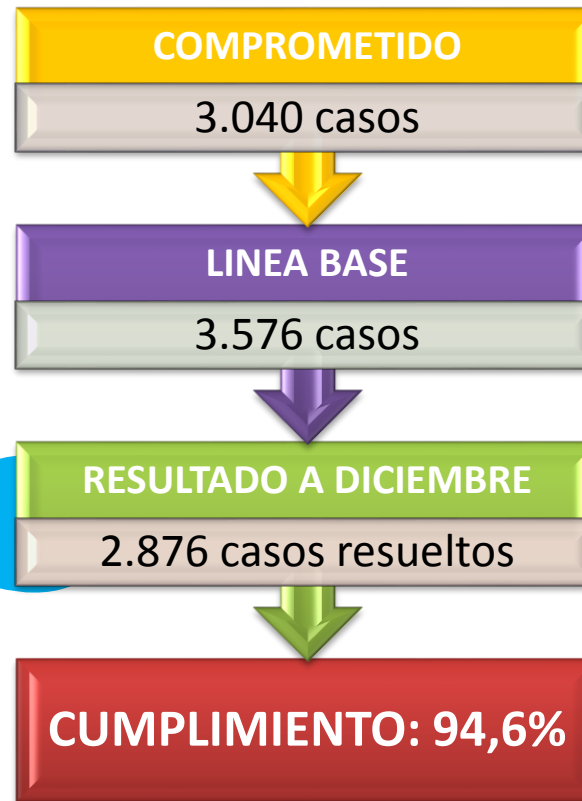 COMPROMETIDO
3.040 casos
LINEA BASE
3.576 casos
RESULTADO A DICIEMBRE
2.876 casos resueltos
CUMPLIMIENTO: 94,6%